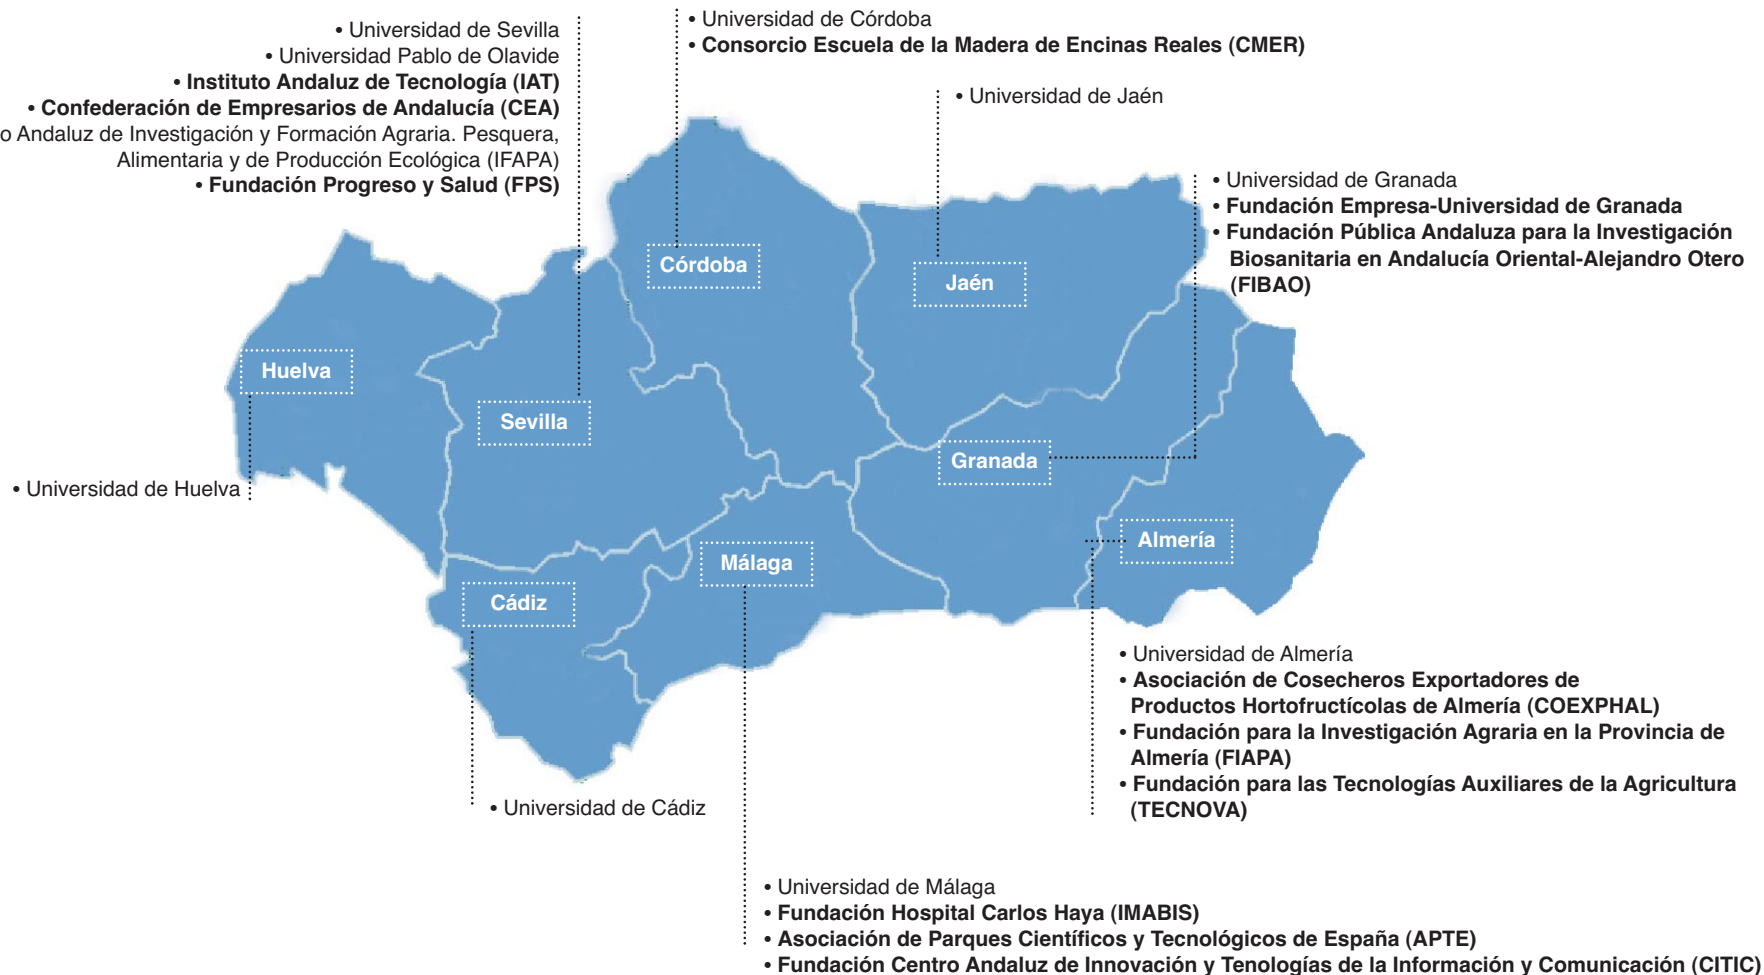 • Universidad de Sevilla
• Universidad Pablo de Olavide
• Instituto Andaluz de Tecnología (IAT)
• Confederación de Empresarios de Andalucía (CEA)
o Andaluz de Investigación y Formación Agraria. Pesquera,
Alimentaria y de Producción Ecológica (IFAPA)
• Fundación Progreso y Salud (FPS)
• Universidad de Córdoba
• Consorcio Escuela de la Madera de Encinas Reales (CMER)
• Universidad de Jaén
• Universidad de Granada
• Fundación Empresa-Universidad de Granada
• Fundación Pública Andaluza para la Investigación
Biosanitaria en Andalucía Oriental-Alejandro Otero
(FIBAO)
Córdoba
Jaén
Huelva
Sevilla
Granada
Almería
Málaga
Cádiz
• Universidad de Huelva
• Universidad de Almería
• Asociación de Cosecheros Exportadores de
Productos Hortofructícolas de Almería (COEXPHAL)
• Fundación para la Investigación Agraria en la Provincia de
Almería (FIAPA)
• Fundación para las Tecnologías Auxiliares de la Agricultura
(TECNOVA)
• Universidad de Cádiz
• Universidad de Málaga
• Fundación Hospital Carlos Haya (IMABIS)
• Asociación de Parques Científicos y Tecnológicos de España (APTE)
• Fundación Centro Andaluz de Innovación y Tenologías de la Información y Comunicación (CITIC)